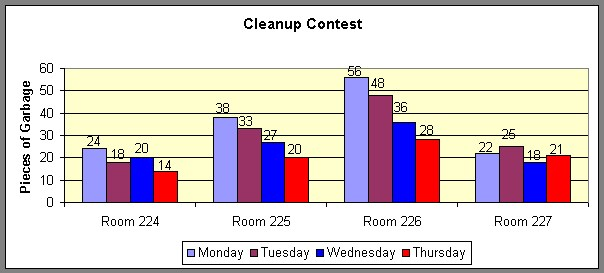 Cleanup Contest
Pieces of Garbage
60
50
40
30
20
10
0
24 18 20 14
38 33 27 20
56 48 36 28
22 25 18 21
Room 224 Room 225 Room 226 Room 227
Monday Tuesday Wednesday Thursday